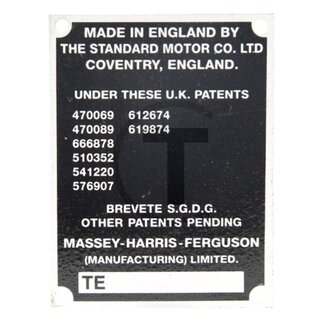 MADE IN ENGLAND BY
THE STANDARD MOTOR CO. LTD
COVENTRY, ENGLAND.
UNDER THESE U.K. PATENTS
470069 612674
470089 619874
666878
510352
541220
576907
T
BREVETE S.G.D.G.
OTHER PATENTS PENDING
MASSEY-HARRIS-FERGUSON
(MANUFACTURING) LIMITED.
TE